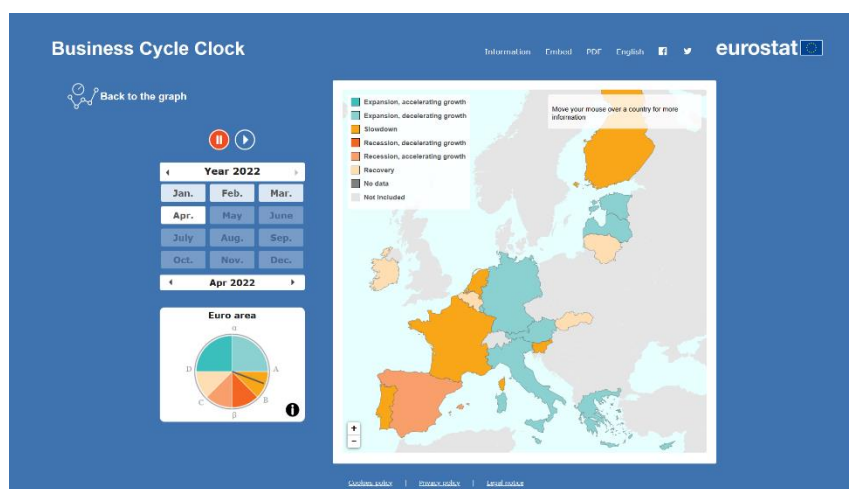 Business Cycle Clock
Information Embed PDF English
eurostat
Back to the graph
Year 2022
Jan. Feb. Mar.
Apr. May June
July Aug. Sep.
Oct. Nov. Dec.
Apr 2022
Euro area
α
D A
C B
β
i
Expansion, accelerating growth
Expansion, decelerating growth
Slowdown
Recession, decelerating growth
Recession, accelerating growth
Recovery
No data
Not Included
Move your mouse over a country for more
information
+
−
Cookies policy | Privacy policy | Legal notice